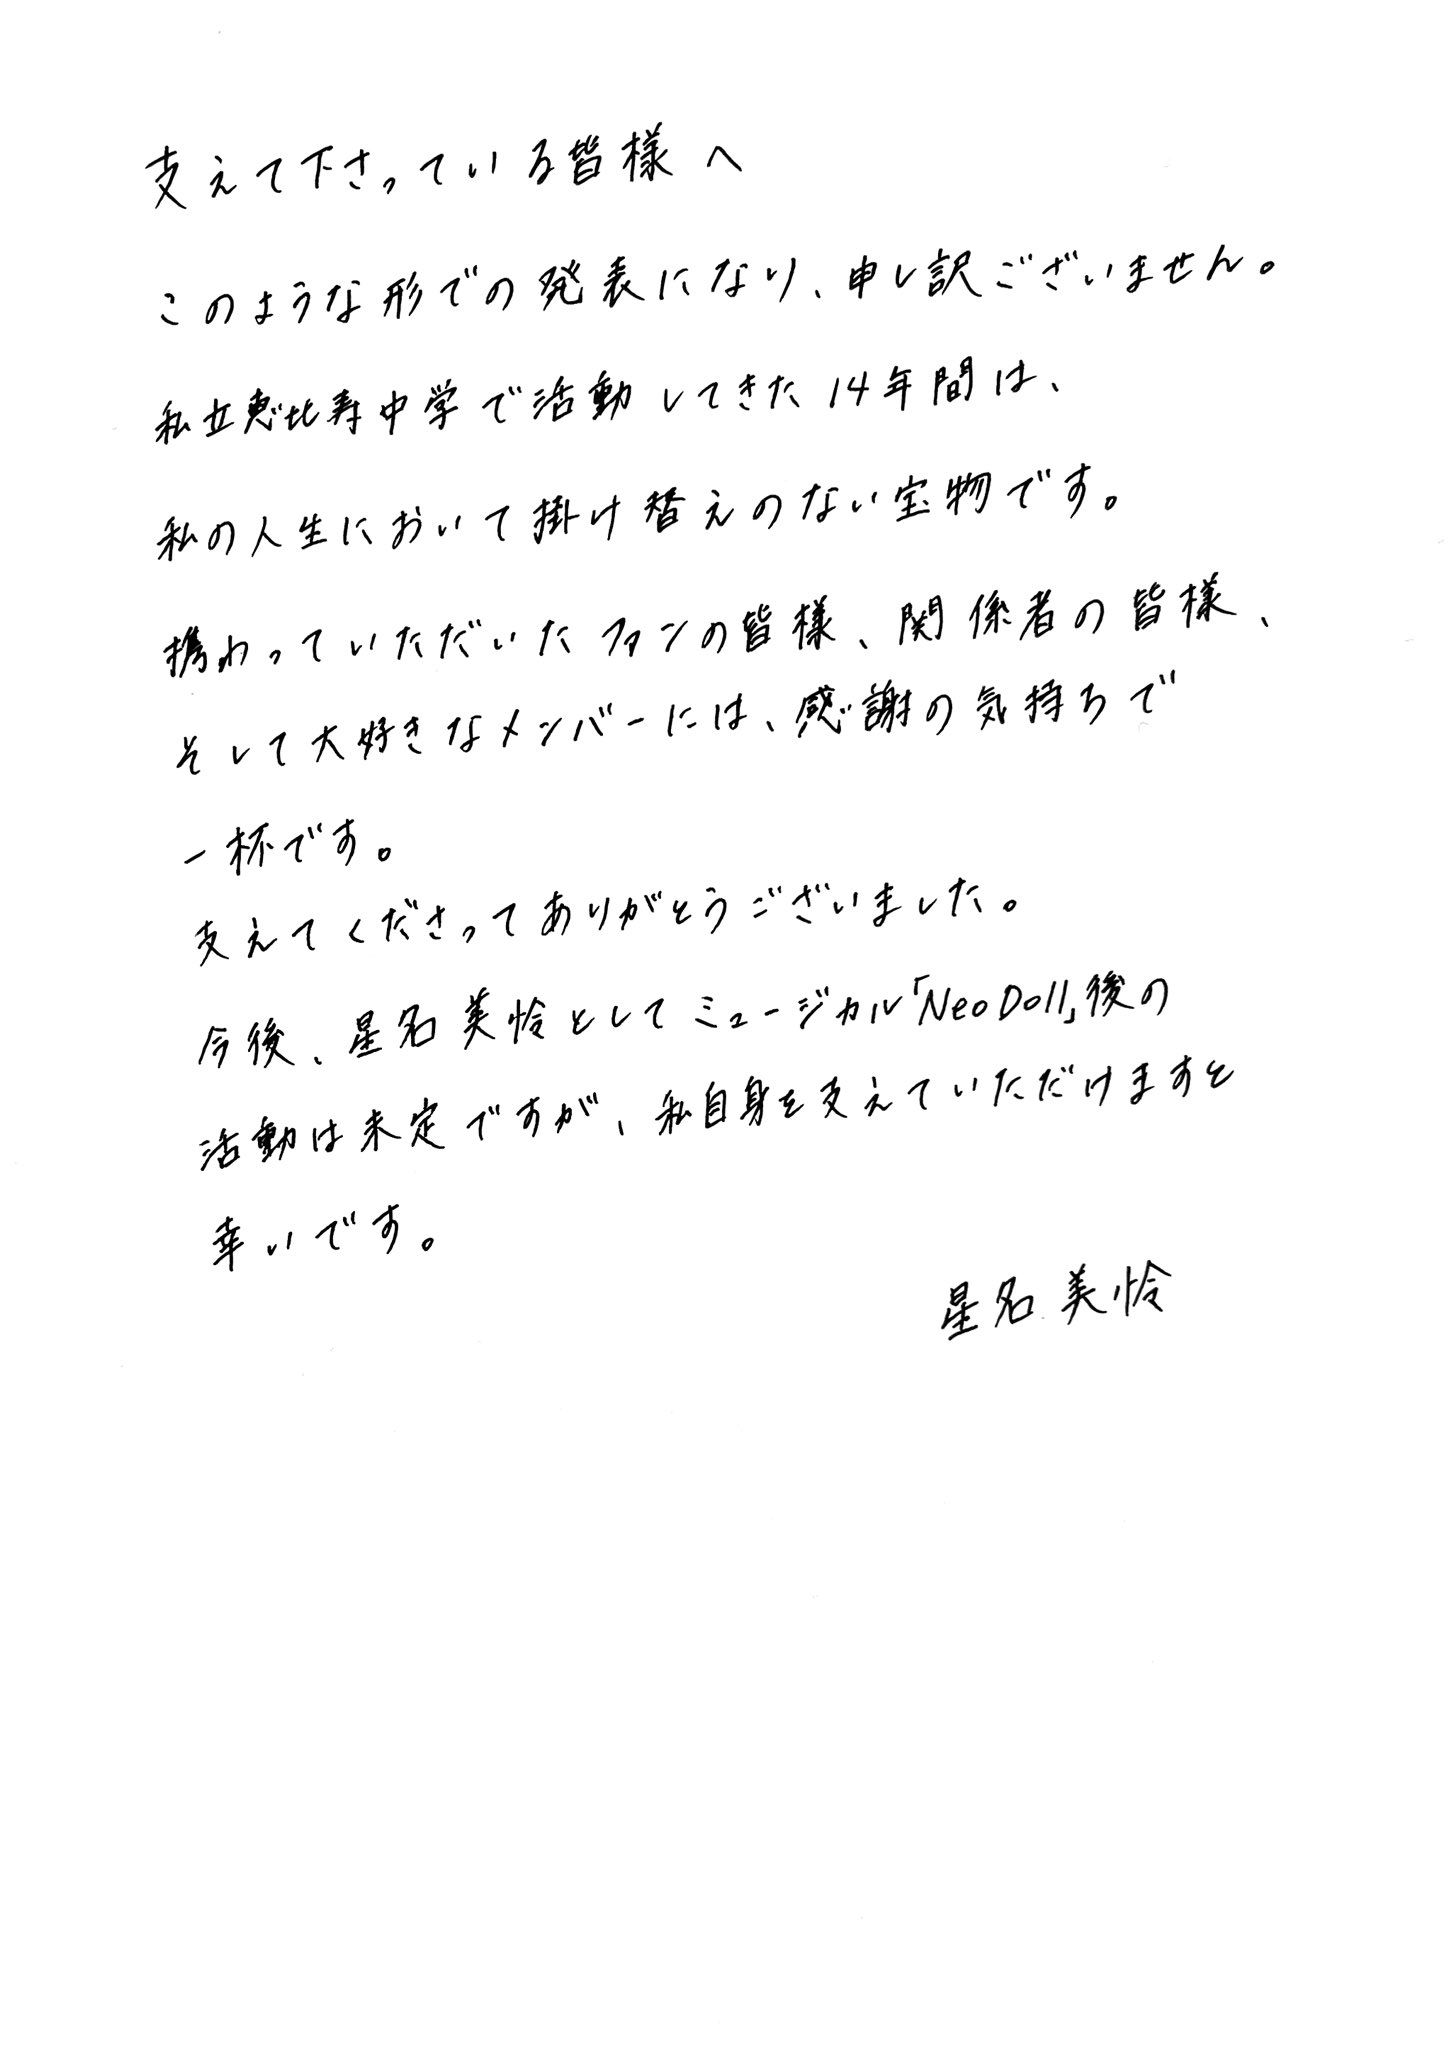 支えて下さっている皆様へ
このような形での発表になり、申し訳ございません。
私立恵比寿中学で活動してきた14年間は、
私の人生において掛け替えのない宝物です。
携わっていただいたファンの皆様、関係者の皆様、
そして大好きなメンバーには、感謝の気持ちで
一杯です。
支えてくださってありがとうございました。
今後、星名美怜としてミュージカル「Neo Doll」後の
活動は未定ですが、私自身を支えていただけますと
幸いです。
星名美怜